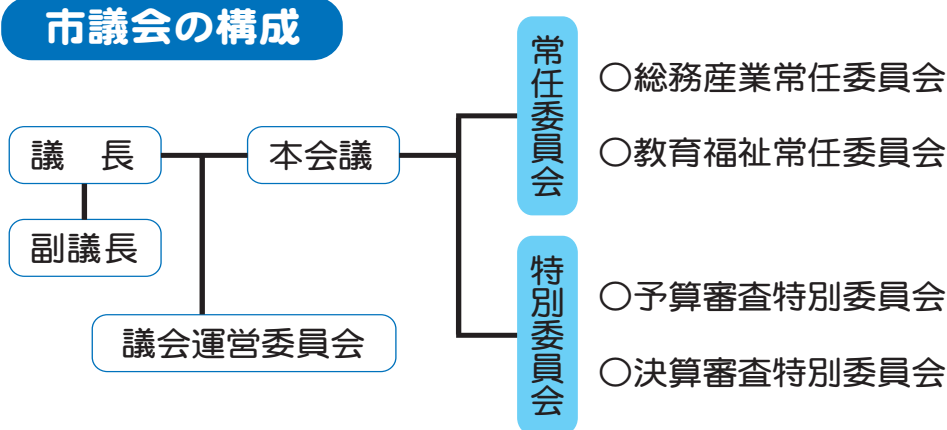 市議会の構成
議　長
副議長
本会議
議会運営委員会
常任委員会
○総務産業常任委員会
○教育福祉常任委員会
特別委員会
○予算審査特別委員会
○決算審査特別委員会